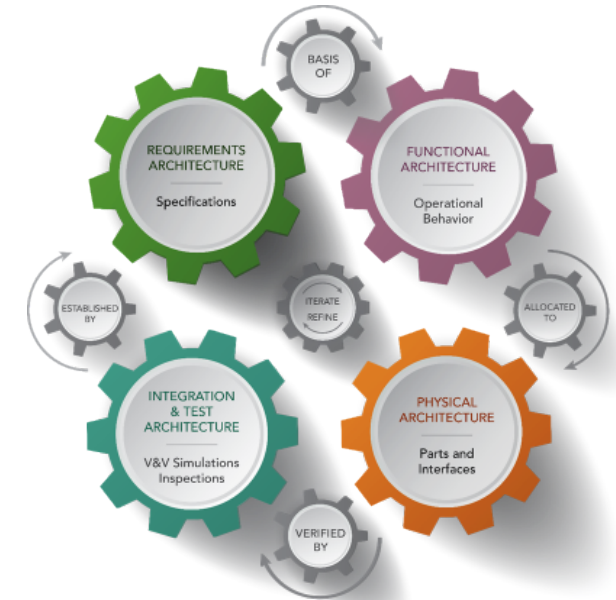 BASIS
OF
REQUIREMENTS
ARCHITECTURE
Specifications
FUNCTIONAL
ARCHITECTURE
Operational
Behavior
ESTABLISHED
BY
ITERATE
REFINE
ALLOCATED
TO
INTEGRATION
& TEST
ARCHITECTURE
V&V Simulations
Inspections
PHYSICAL
ARCHITECTURE
Parts and
Interfaces
VERIFIED
BY